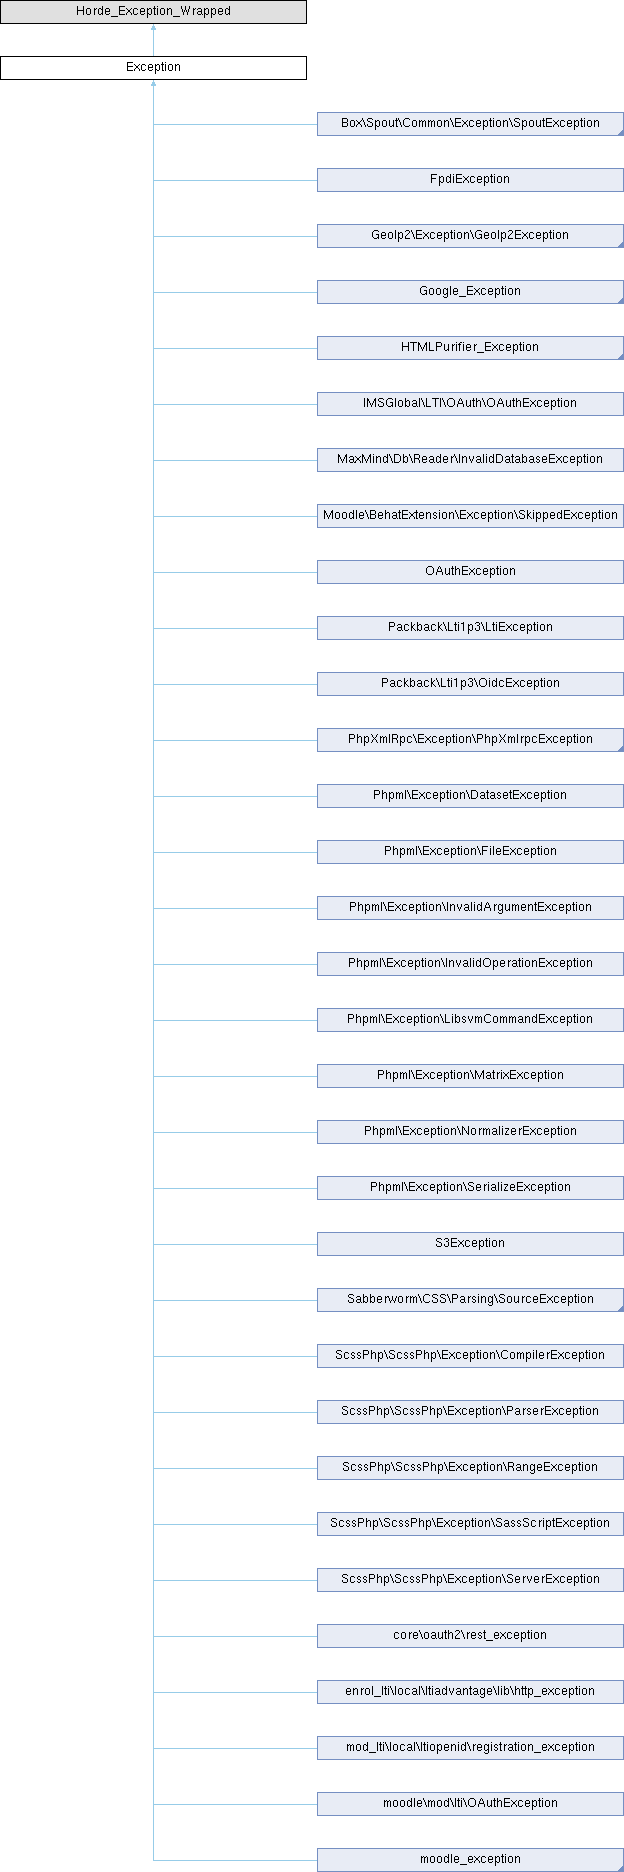 Horde_Exception_Wrapped
Exception
Box\Spout\Common\Exception\SpoutException
FpdiException
GeoIp2\Exception\GeoIp2Exception
Google_Exception
HTMLPurifier_Exception
IMSGlobal\LTI\OAuth\OAuthException
MaxMind\Db\Reader\InvalidDatabaseException
Moodle\BehatExtension\Exception\SkippedException
OAuthException
Packback\Lti1p3\LtiException
Packback\Lti1p3\OidcException
PhpXmlRpc\Exception\PhpXmlrpcException
Phpml\Exception\DatasetException
Phpml\Exception\FileException
Phpml\Exception\InvalidArgumentException
Phpml\Exception\InvalidOperationException
Phpml\Exception\LibsvmCommandException
Phpml\Exception\MatrixException
Phpml\Exception\NormalizerException
Phpml\Exception\SerializeException
S3Exception
Sabberworm\CSS\Parsing\SourceException
ScssPhp\ScssPhp\Exception\CompilerException
ScssPhp\ScssPhp\Exception\ParserException
ScssPhp\ScssPhp\Exception\RangeException
ScssPhp\ScssPhp\Exception\SassScriptException
ScssPhp\ScssPhp\Exception\ServerException
core\oauth2\rest_exception
enrol_lti\local\ltiadvantage\lib\http_exception
mod_lti\local\ltiopenid\registration_exception
moodle\mod\lti\OAuthException
moodle_exception